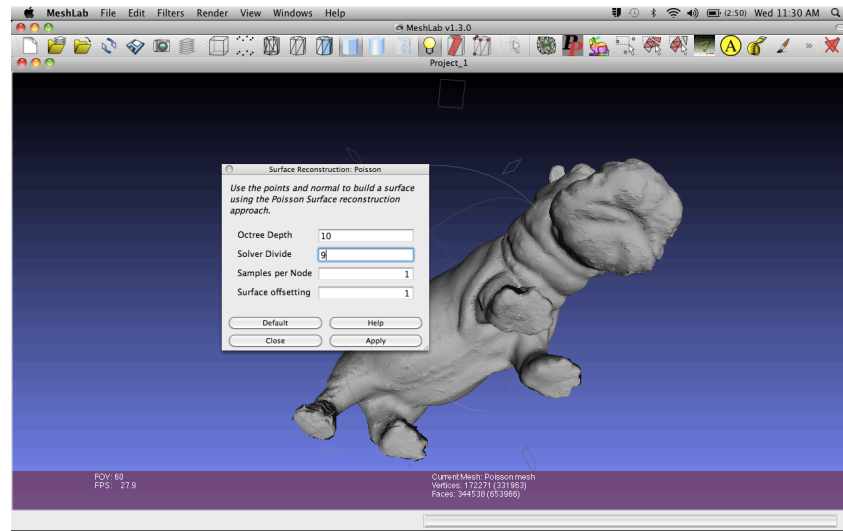 MeshLab File Edit Filters Render View Windows Help (2:50) Wed 11:30 AM
MeshLab v1.3.0
A
Project_1
Surface Reconstruction: Poisson
Use the points and normal to build a surface
using the Poisson Surface reconstruction
approach.
Octree Depth 10
Solver Divide 9
Samples per Node 1
Surface offsetting 1
Default Help
Close Apply
FOV: 60
FPS: 27.9
Current Mesh: Poisson mesh
Vertices: 172271 (331963)
Faces: 344538 (653966)